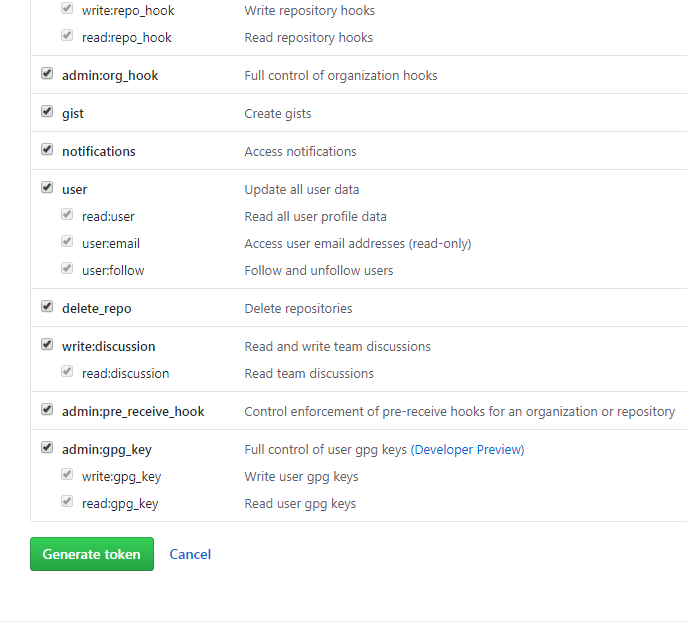 write:repo_hook Write repository hooks
read:repo_hook Read repository hooks
admin:org_hook Full control of organization hooks
gist Create gists
notifications Access notifications
user Update all user data
read:user Read all user profile data
user:email Access user email addresses (read-only)
user:follow Follow and unfollow users
delete_repo Delete repositories
write:discussion Read and write team discussions
read:discussion Read team discussions
admin:pre_receive_hook Control enforcement of pre-receive hooks for an organization or repository
admin:gpg_key Full control of user gpg keys (Developer Preview)
write:gpg_key Write user gpg keys
read:gpg_key Read user gpg keys
Generate token Cancel